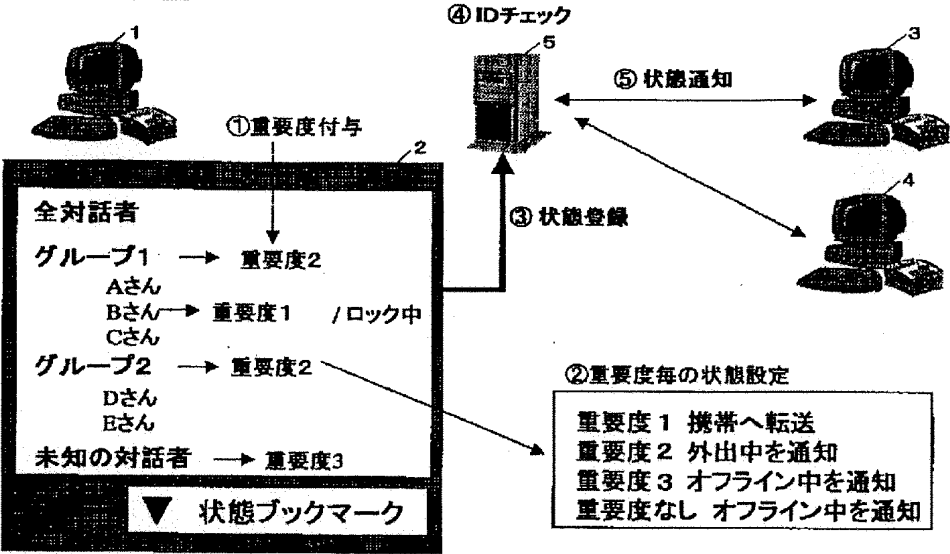 ④IDチェック
1
5
3
⑤状態通知
①重要度付与
2
全対話者
グループ1 → 重要度2
Aさん
Bさん→ 重要度1 /ロック中
Cさん
グループ2 → 重要度2
Dさん
Eさん
未知の対話者 → 重要度3
▼ 状態ブックマーク
③状態登録
4
②重要度毎の状態設定
重要度1 携帯へ転送
重要度2 外出中を通知
重要度3 オフライン中を通知
重要度なし オフライン中を通知